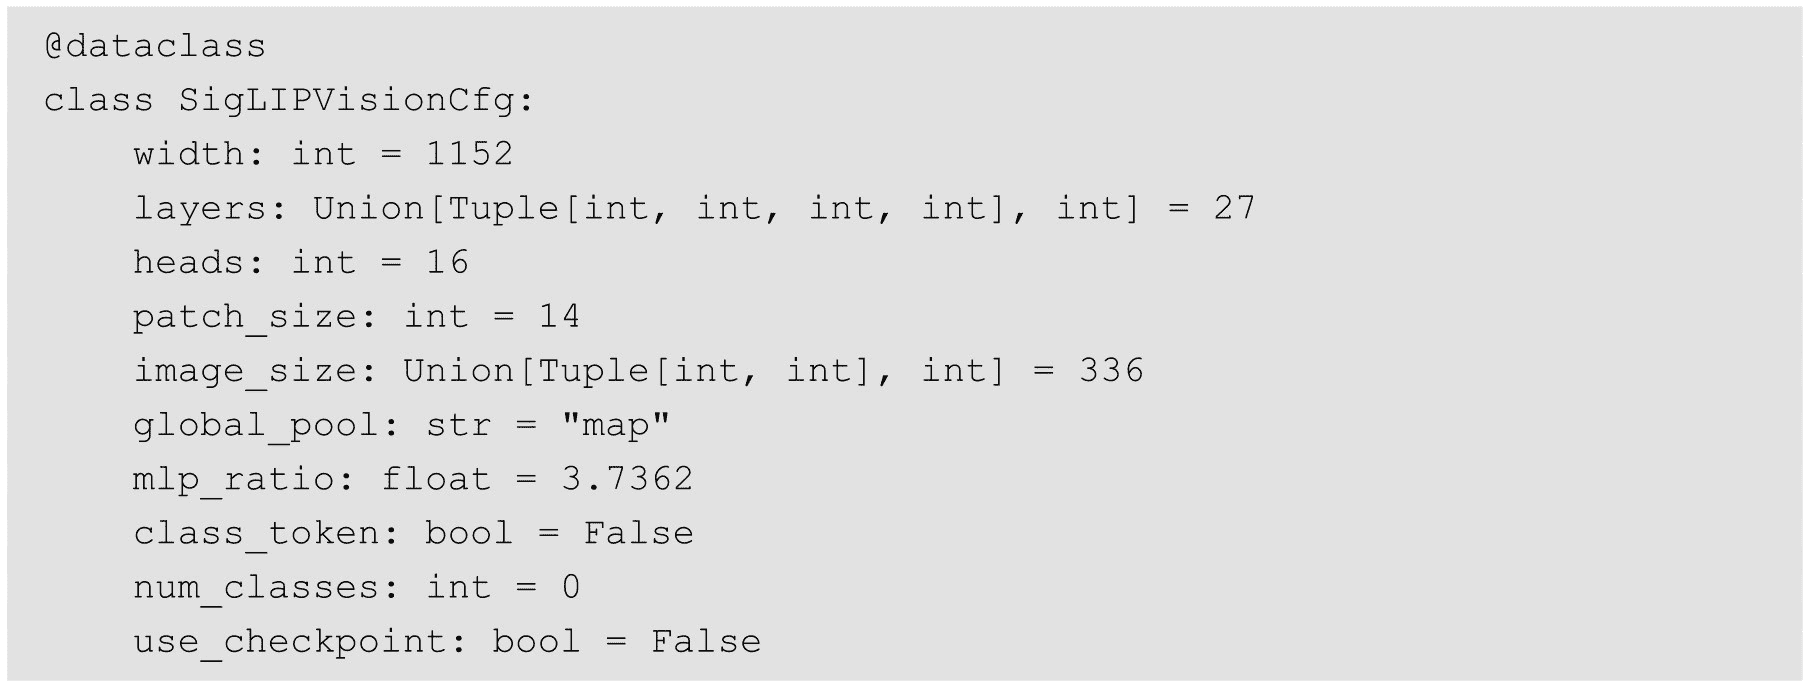 @dataclass
class SigLIPVisionCfg:
    width: int = 1152
    layers: Union[Tuple[int, int, int, int], int] = 27
    heads: int = 16
    patch_size: int = 14
    image_size: Union[Tuple[int, int], int] = 336
    global_pool: str = "map"
    mlp_ratio: float = 3.7362
    class_token: bool = False
    num_classes: int = 0
    use_checkpoint: bool = False